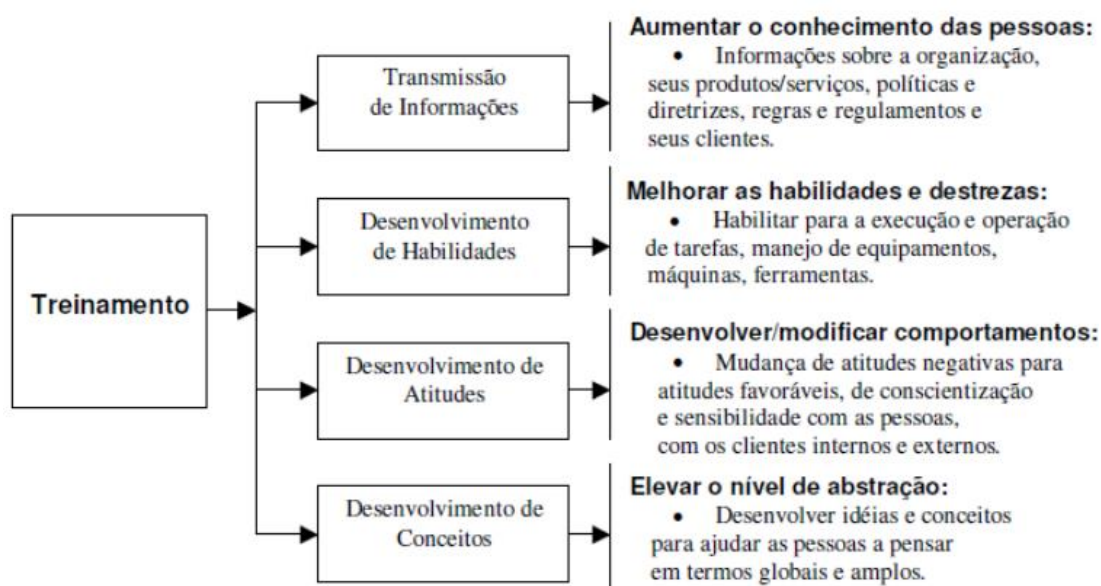 Treinamento
Transmissão
de Informações
Aumentar o conhecimento das pessoas:
• Informações sobre a organização,
seus produtos/serviços, políticas e
diretrizes, regras e regulamentos e
seus clientes.
Desenvolvimento
de Habilidades
Melhorar as habilidades e destrezas:
• Habilitar para a execução e operação
de tarefas, manejo de equipamentos,
máquinas, ferramentas.
Desenvolvimento de
Atitudes
Desenvolver/modificar comportamentos:
• Mudança de atitudes negativas para
atitudes favoráveis, de conscientização
e sensibilidade com as pessoas,
com os clientes internos e externos.
Desenvolvimento de
Conceitos
Elevar o nível de abstração:
• Desenvolver idéias e conceitos
para ajudar as pessoas a pensar
em termos globais e amplos.